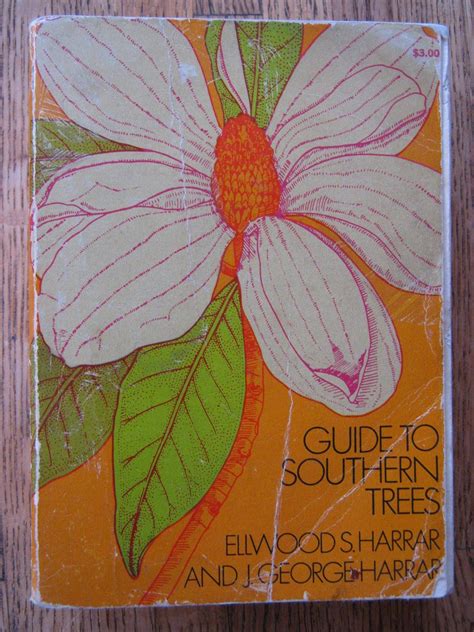 $3.00
GUIDE TO
SOUTHERN
TREES
ELLWOOD S. HARRAR
AND J. GEORGE HARRAR